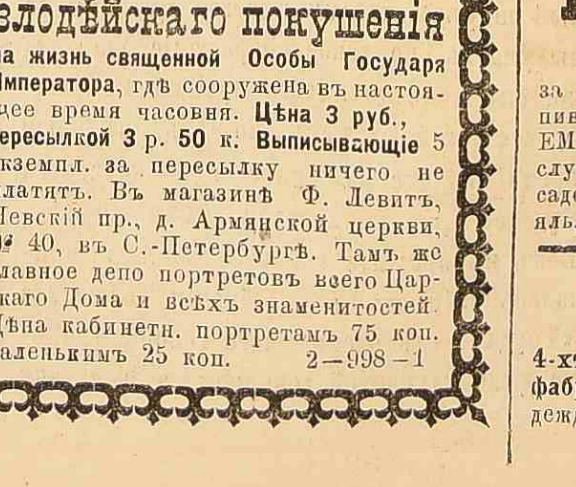 злодѣйскаго покушенія
на жизнь священной Особы Государя
Императора, гдѣ сооружена въ настоя-
щее время часовня. Цѣна 3 руб.,
пересылкой 3 р. 50 к. Выписывающіе 5
экземпл. за пересылку ничего не
платятъ. Въ магазинѣ Ф. Левитъ,
Невскій пр., д. Армянской церкви,
№ 40, въ С.-Петербургѣ. Тамъ же
главное депо портретовъ всего Цар-
скаго Дома и всѣхъ знаменитостей.
Цѣна кабинетн. портретамъ 75 коп.
маленькимъ 25 коп. 2—998—1
за
пив
ЕМ
слу
сад
яль
4-х
фаб
дежд